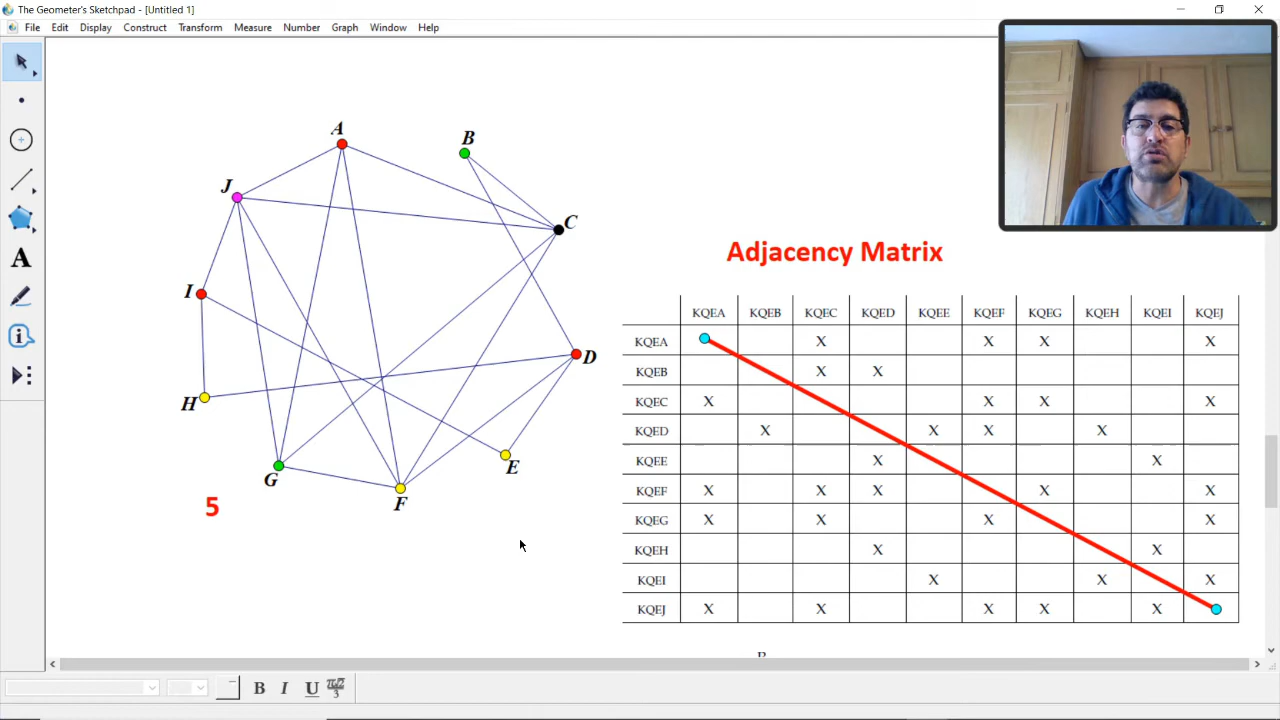 The Geometer's Sketchpad - [Untitled 1]
File Edit Display Construct Transform Measure Number Graph Window Help
A
B
J
C
I
D
H
E
G
F
5
Adjacency Matrix
KQEA KQEB KQEC KQED KQEE KQEF KQEG KQEH KQEI KQEJ
KQEA X X X X
KQEB X X
KQEC X X X X
KQED X X X X
KQEE X X
KQEF X X X X X
KQEG X X X X
KQEH X X
KQEI X X X
KQEJ X X X X X
B I U